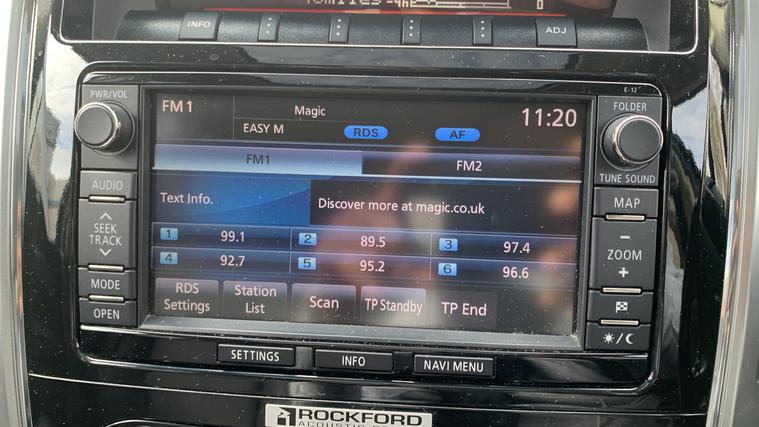 INFO ADJ
E-12
PWR/VOL FM1 Magic 11:20 FOLDER
EASY M RDS AF
FM1 FM2
TUNE SOUND
AUDIO
Text Info. Discover more at magic.co.uk
MAP
SEEK
TRACK
1 99.1 2 89.5 3 97.4
4 92.7 5 95.2 6 96.6
−
ZOOM
+
MODE
OPEN
RDS Settings Station List Scan TP Standby TP End
SETTINGS INFO NAVI MENU
ROCKFORD